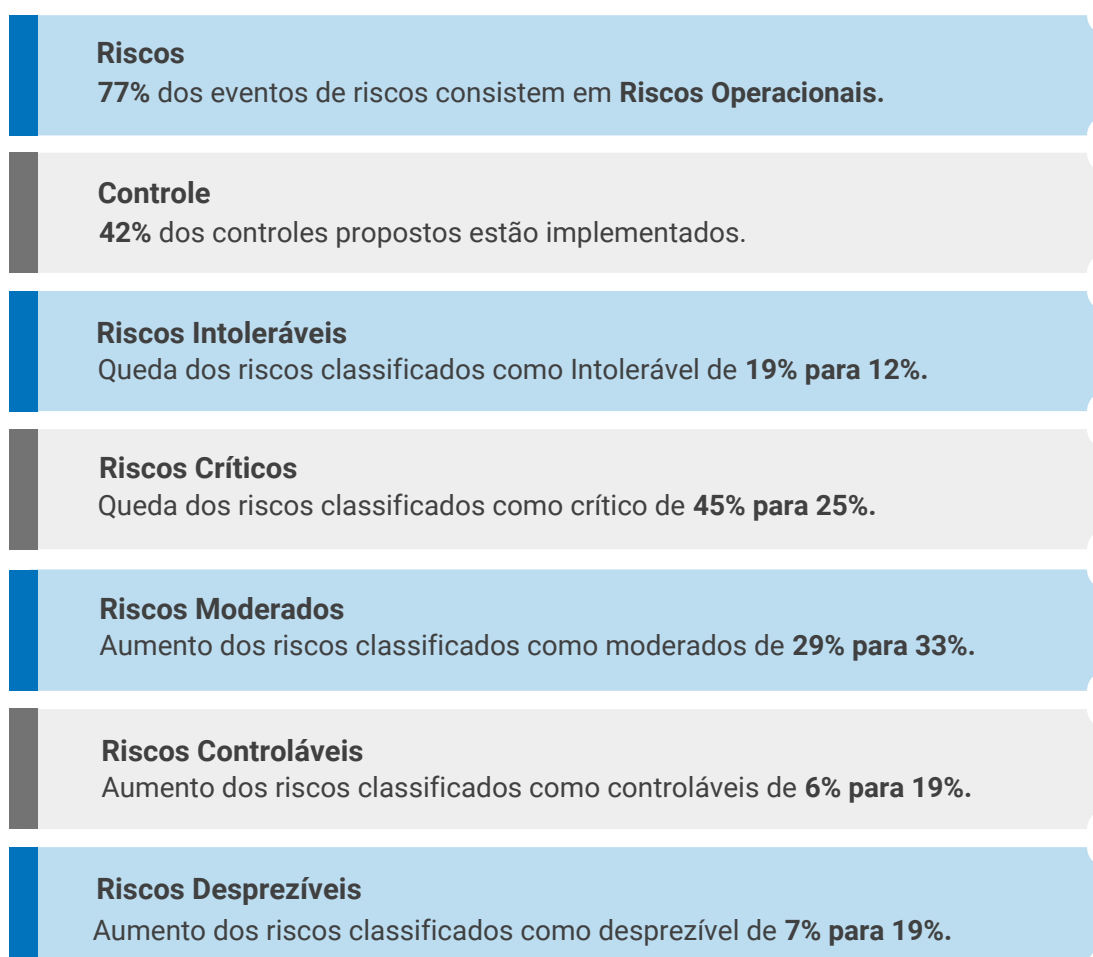 Riscos
77% dos eventos de riscos consistem em Riscos Operacionais.
Controle
42% dos controles propostos estão implementados.
Riscos Intoleráveis
Queda dos riscos classificados como Intolerável de 19% para 12%.
Riscos Críticos
Queda dos riscos classificados como crítico de 45% para 25%.
Riscos Moderados
Aumento dos riscos classificados como moderados de 29% para 33%.
Riscos Controláveis
Aumento dos riscos classificados como controláveis de 6% para 19%.
Riscos Desprezíveis
Aumento dos riscos classificados como desprezível de 7% para 19%.